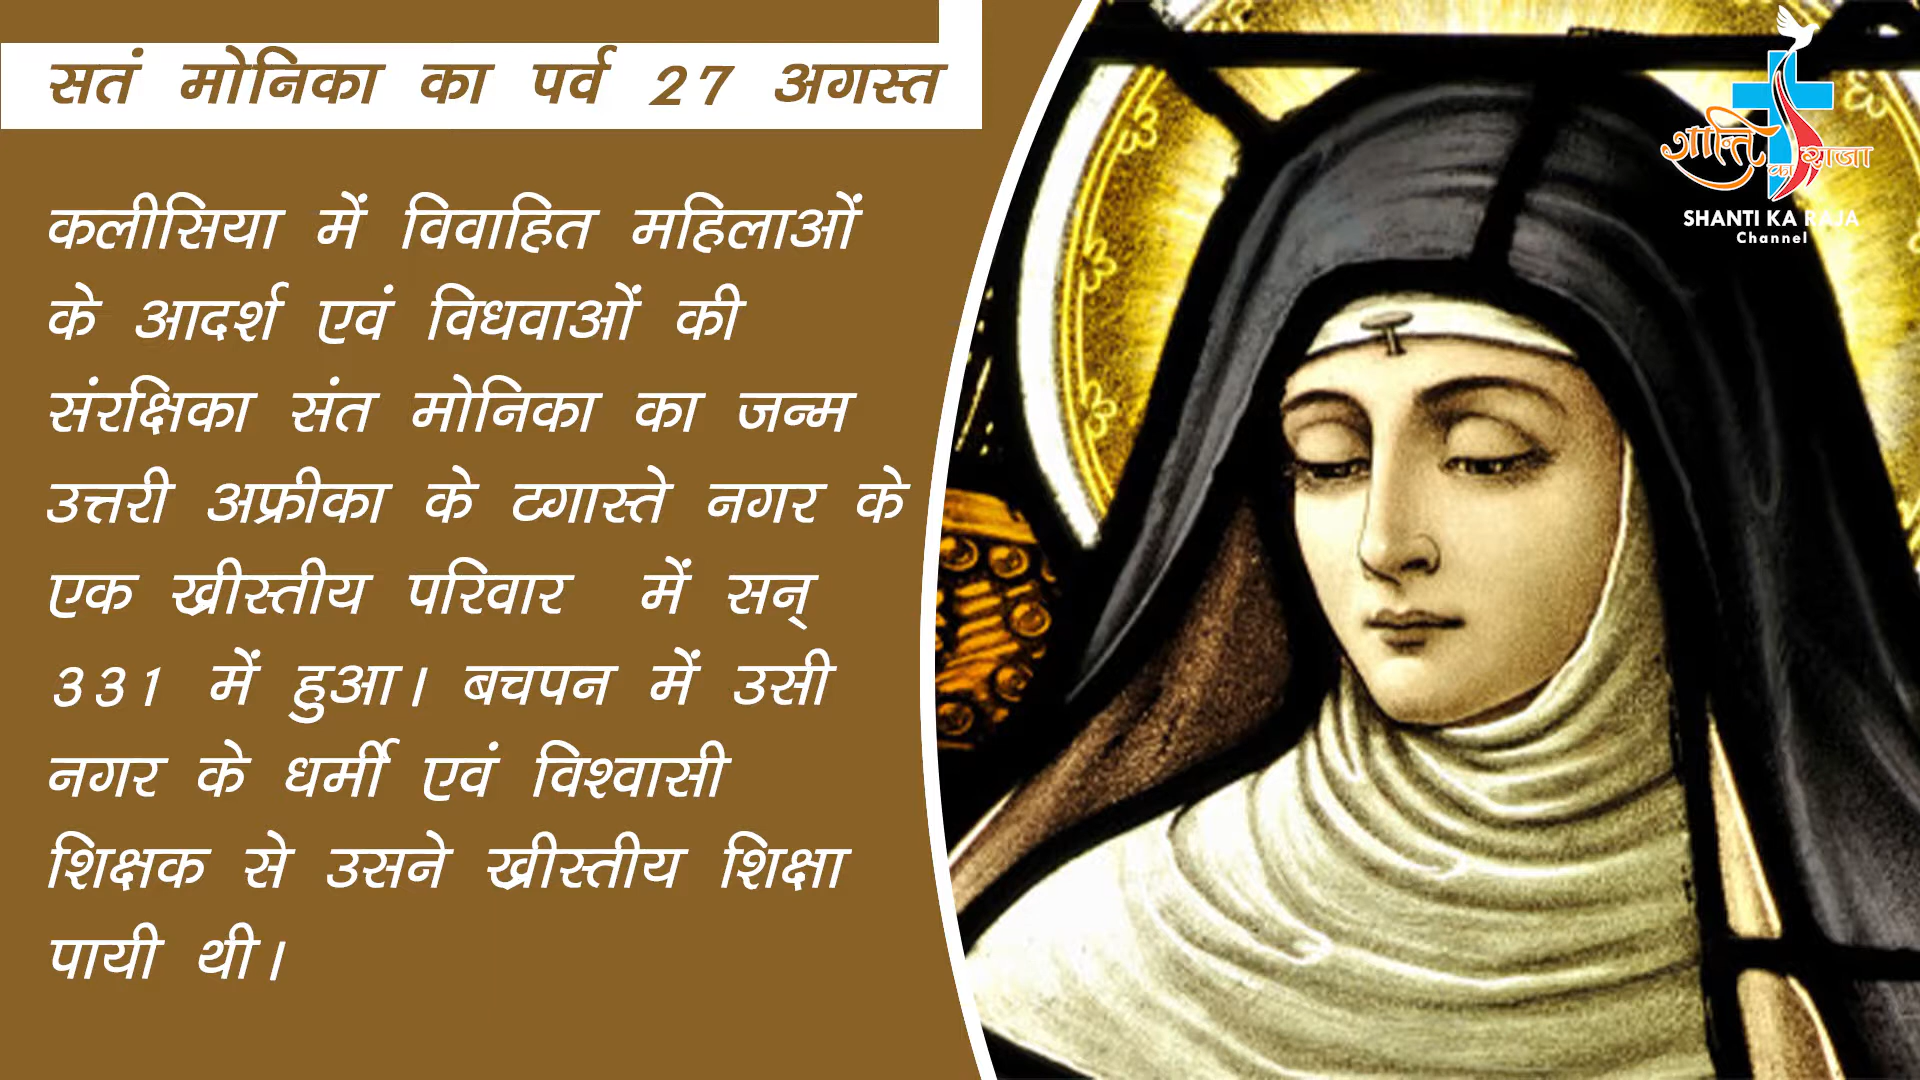 सतं मोनिका का पर्व 27 अगस्त
कलीसिया में विवाहित महिलाओं
के आदर्श एवं विधवाओं की
संरक्षिका संत मोनिका का जन्म
उत्तरी अफ्रीका के टगास्ते नगर के
एक ख्रीस्तीय परिवार में सन्
331 में हुआ। बचपन में उसी
नगर के धर्मी एवं विश्वासी
शिक्षक से उसने ख्रीस्तीय शिक्षा
पायी थी।
शान्ति का राजा
SHANTI KA RAJA
Channel